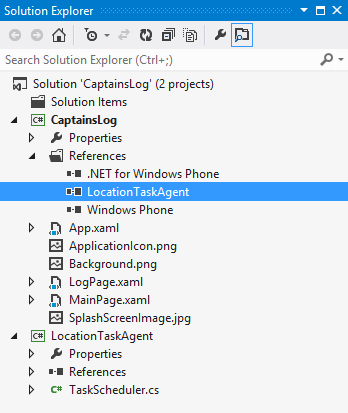 Solution Explorer
Search Solution Explorer (Ctrl+;)
Solution 'CaptainsLog' (2 projects)
Solution Items
C# CaptainsLog
Properties
References
.NET for Windows Phone
LocationTaskAgent
Windows Phone
App.xaml
ApplicationIcon.png
Background.png
LogPage.xaml
MainPage.xaml
SplashScreenImage.jpg
C# LocationTaskAgent
Properties
References
C# TaskScheduler.cs